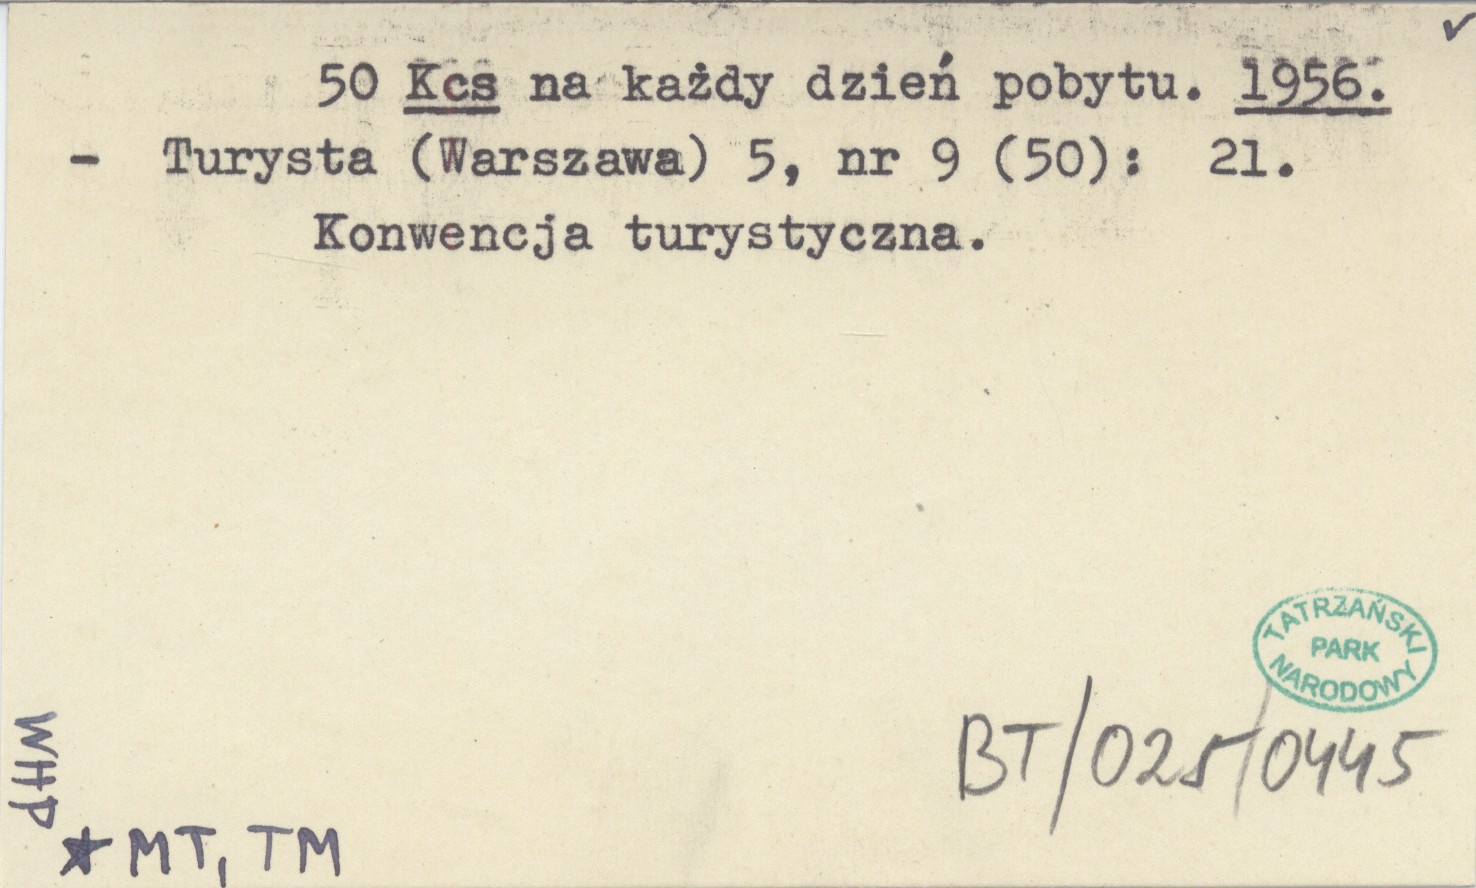 ✓
50 Kcs na każdy dzień pobytu. 1956.
- Turysta (Warszawa) 5, nr 9 (50): 21.
Konwencja turystyczna.
TATRZAŃSKI
PARK
NARODOWY
BT/025/0445
WHP
★ MT, TM